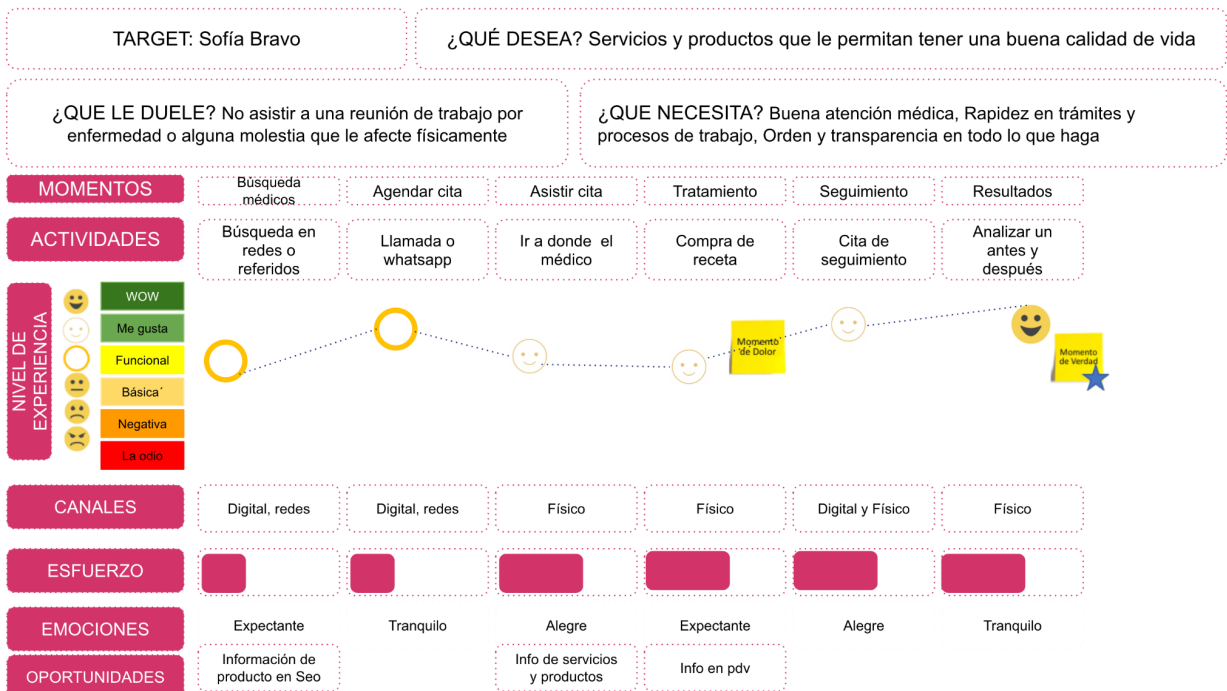 TARGET: Sofía Bravo
¿QUÉ DESEA? Servicios y productos que le permitan tener una buena calidad de vida
¿QUE LE DUELE? No asistir a una reunión de trabajo por
enfermedad o alguna molestia que le afecte físicamente
¿QUE NECESITA? Buena atención médica, Rapidez en trámites y
procesos de trabajo, Orden y transparencia en todo lo que haga
MOMENTOS
Búsqueda
médicos
Agendar cita
Asistir cita
Tratamiento
Seguimiento
Resultados
ACTIVIDADES
Búsqueda en
redes o
referidos
Llamada o
whatsapp
Ir a donde el
médico
Compra de
receta
Cita de
seguimiento
Analizar un
antes y
después
NIVEL DE
EXPERIENCIA
WOW
Me gusta
Funcional
Básica´
Negativa
La odio
Momento
de Dolor
Momento
de Verdad
CANALES
Digital, redes
Digital, redes
Físico
Físico
Digital y Físico
Físico
ESFUERZO
EMOCIONES
Expectante
Tranquilo
Alegre
Expectante
Alegre
Tranquilo
OPORTUNIDADES
Información de
producto en Seo
Info de servicios
y productos
Info en pdv